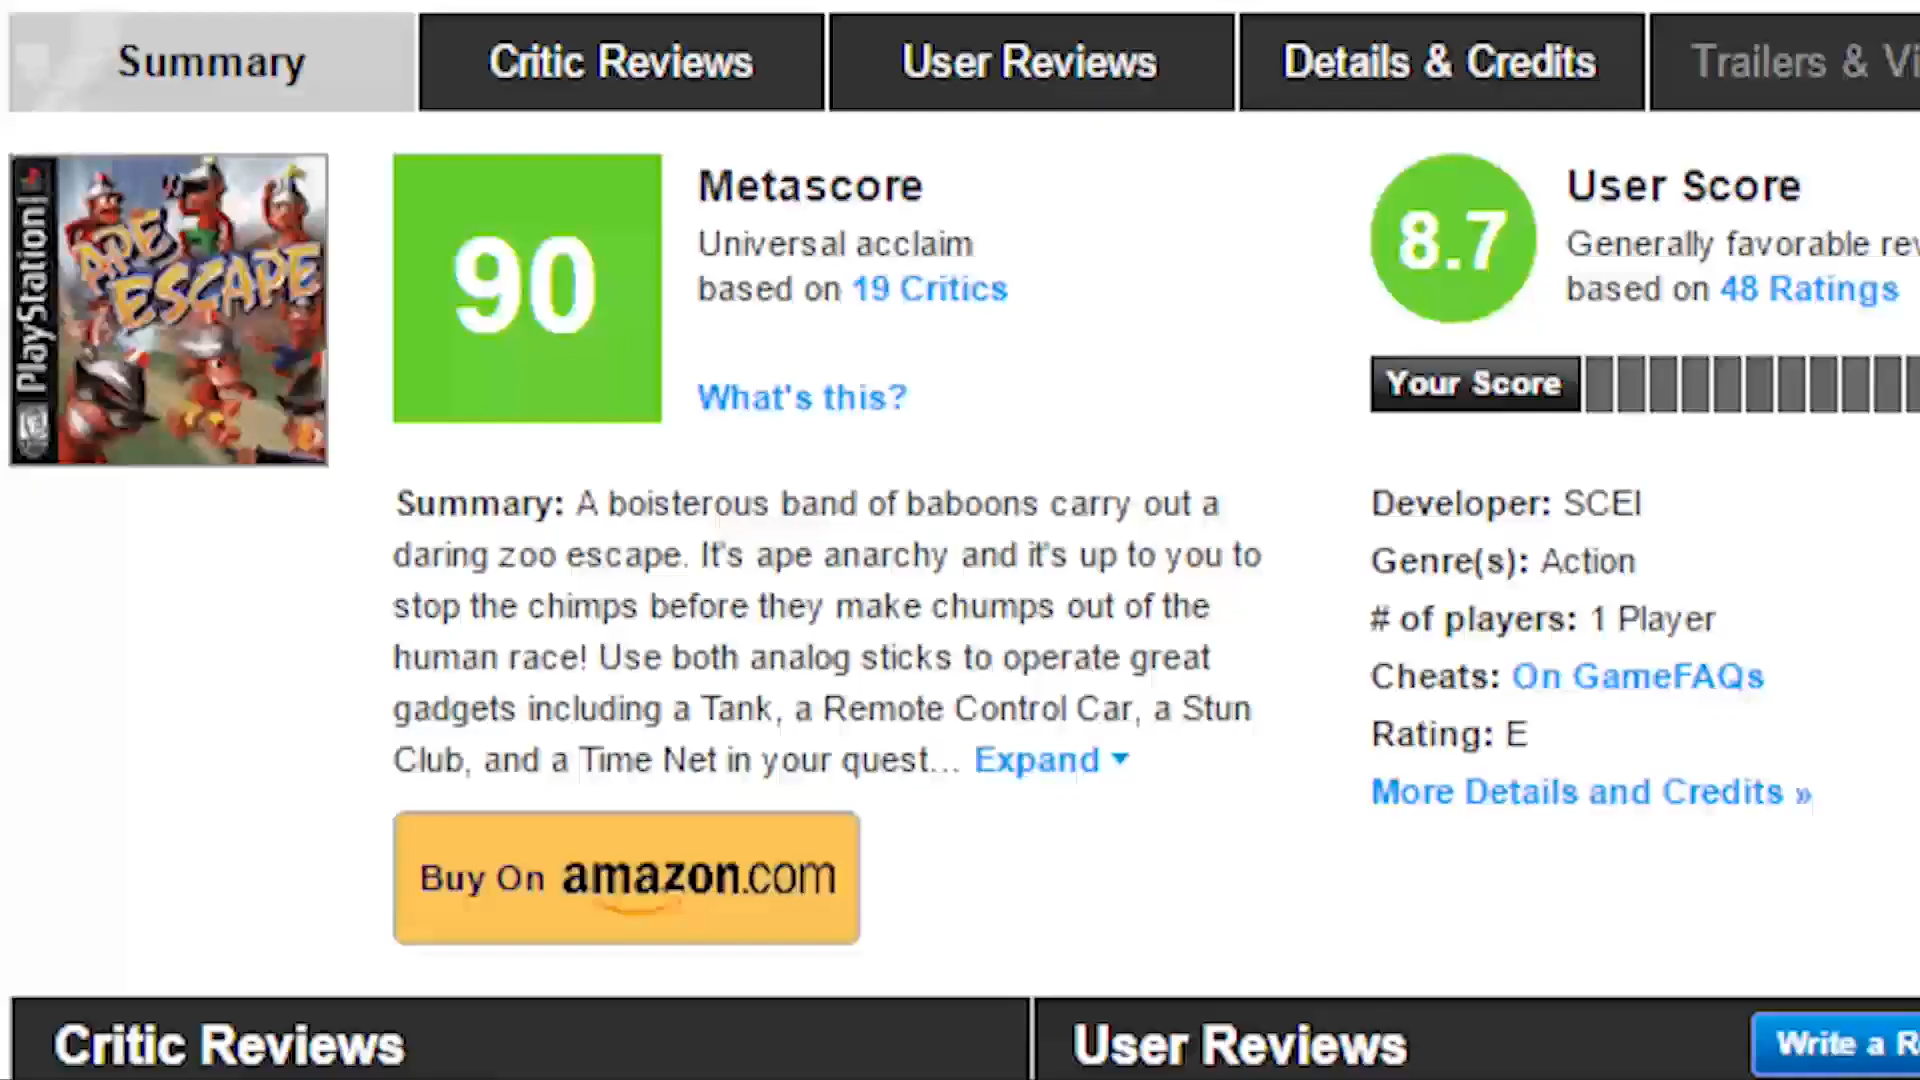 Summary
Critic Reviews
User Reviews
Details & Credits
Trailers & Vi
PlayStation
APE
ESCAPE
90
Metascore
Universal acclaim
based on 19 Critics
What's this?
8.7
User Score
Generally favorable rev
based on 48 Ratings
Your Score
Summary: A boisterous band of baboons carry out a
daring zoo escape. It's ape anarchy and it's up to you to
stop the chimps before they make chumps out of the
human race! Use both analog sticks to operate great
gadgets including a Tank, a Remote Control Car, a Stun
Club, and a Time Net in your quest... Expand
Buy On amazon.com
Developer: SCEI
Genre(s): Action
# of players: 1 Player
Cheats: On GameFAQs
Rating: E
More Details and Credits »
Critic Reviews
User Reviews
Write a R